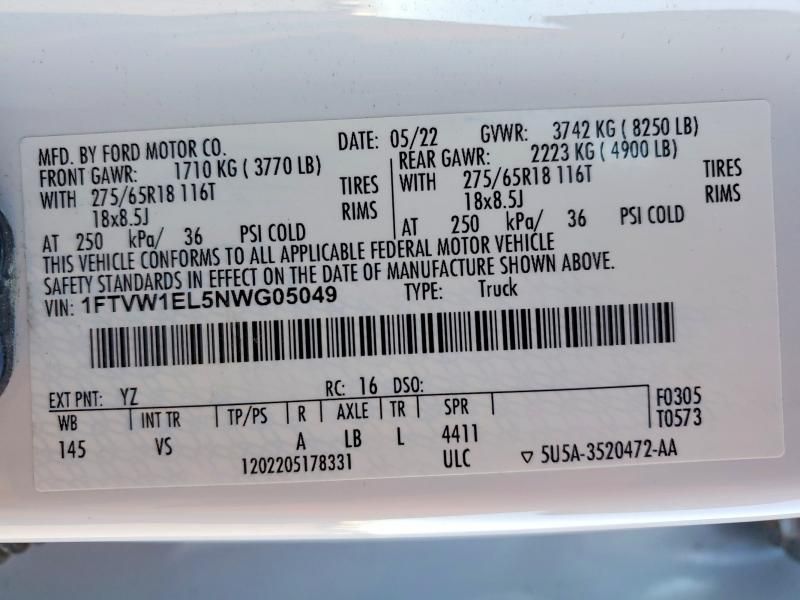 MFD. BY FORD MOTOR CO. DATE: 05/22 GVWR: 3742 KG ( 8250 LB)
FRONT GAWR: 1710 KG ( 3770 LB) REAR GAWR: 2223 KG ( 4900 LB)
WITH 275/65R18 116T TIRES WITH 275/65R18 116T TIRES
18x8.5J RIMS 18x8.5J RIMS
AT 250 kPa/ 36 PSI COLD AT 250 kPa/ 36 PSI COLD
THIS VEHICLE CONFORMS TO ALL APPLICABLE FEDERAL MOTOR VEHICLE
SAFETY STANDARDS IN EFFECT ON THE DATE OF MANUFACTURE SHOWN ABOVE.
VIN: 1FTVW1EL5NWG05049 TYPE: Truck
EXT PNT: YZ RC: 16 DSO: F0305
WB INT TR TP/PS R AXLE TR SPR T0573
145 VS A LB L 4411
1202205178331 ULC ▽ 5U5A-3520472-AA